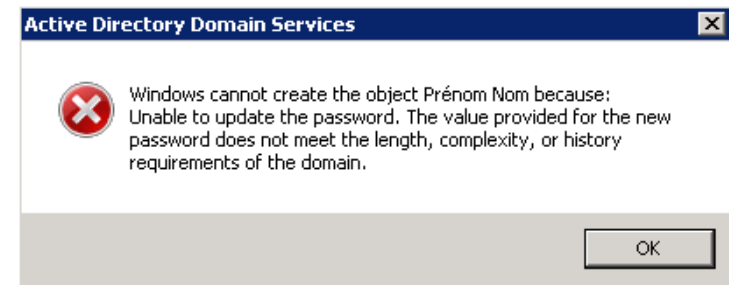 Active Directory Domain Services
Windows cannot create the object Prénom Nom because:
Unable to update the password. The value provided for the new
password does not meet the length, complexity, or history
requirements of the domain.
OK